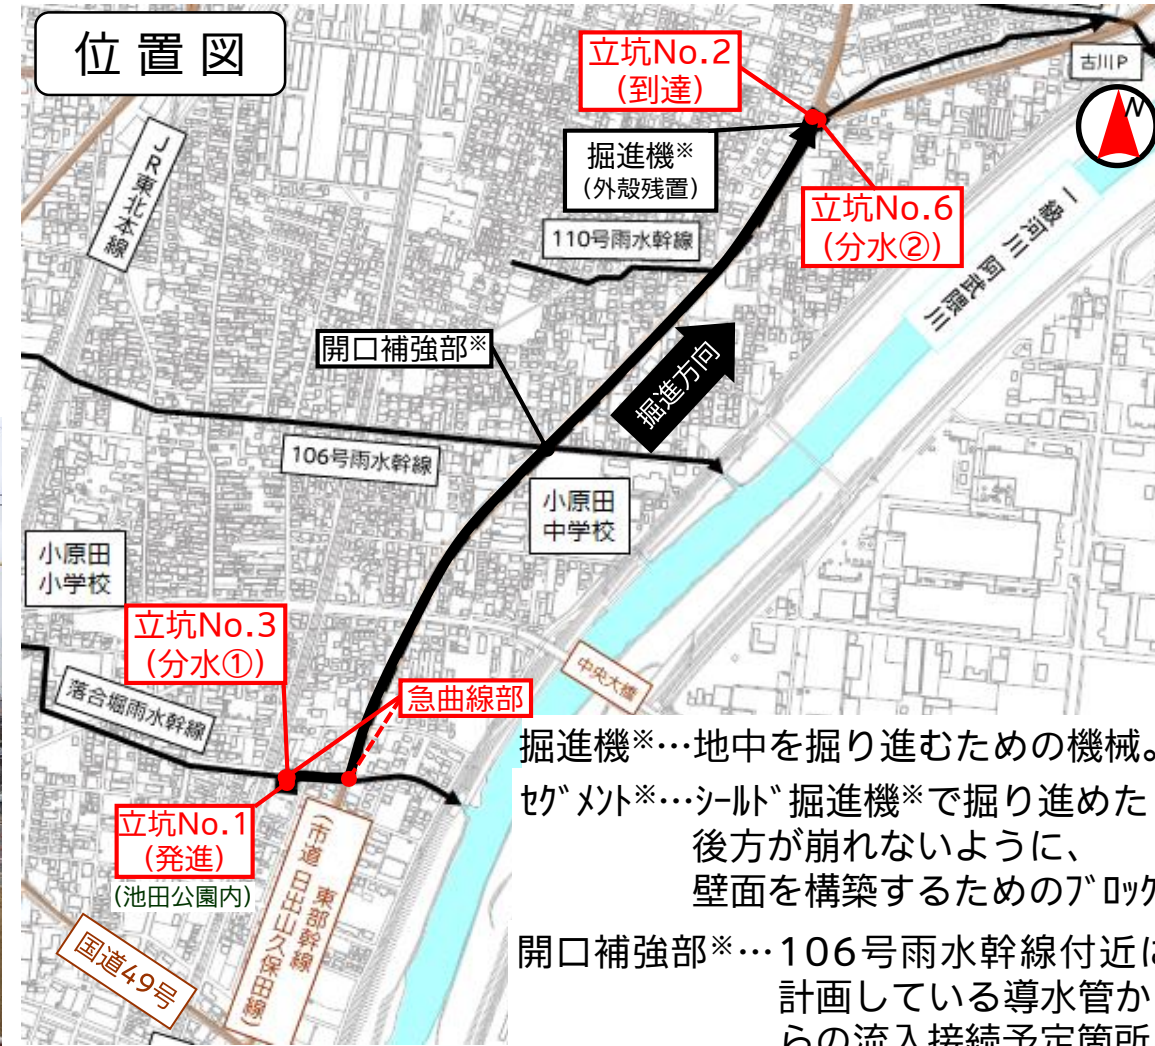 位置図
立坑No.2
(到達)
古川P
N
JR東北本線
掘進機※
(外殻残置)
立坑No.6
(分水②)
110号雨水幹線
一級河川 阿武隈川
開口補強部※
掘進方向
106号雨水幹線
小原田
中学校
小原田
小学校
立坑No.3
(分水①)
中央大橋
落合堀雨水幹線
急曲線部
立坑No.1
(発進)
(池田公園内)
東部幹線
(市道 日出山久保田線)
国道49号
掘進機※…地中を掘り進むための機械。
ｾｸﾞﾒﾝﾄ※…ｼｰﾙﾄﾞ掘進機※で掘り進めた
後方が崩れないように、
壁面を構築するためのﾌﾞﾛｯｸ
開口補強部※…106号雨水幹線付近に
計画している導水管か
らの流入接続予定箇所